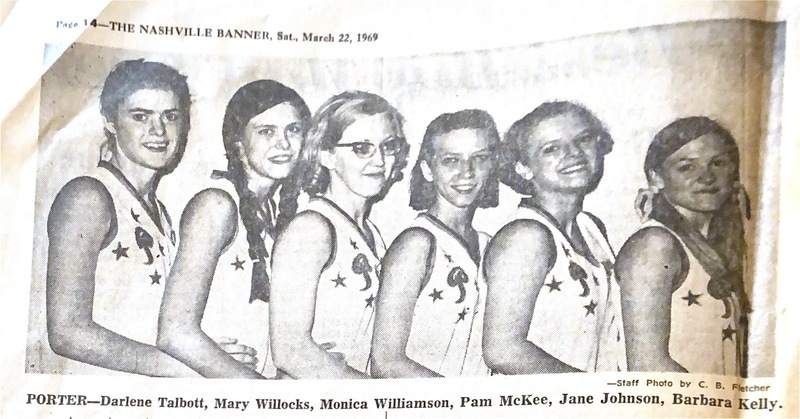 Page 14—THE NASHVILLE BANNER, Sat., March 22, 1969
—Staff Photo by C. B. Fletcher
PORTER—Darlene Talbott, Mary Willocks, Monica Williamson, Pam McKee, Jane Johnson, Barbara Kelly.